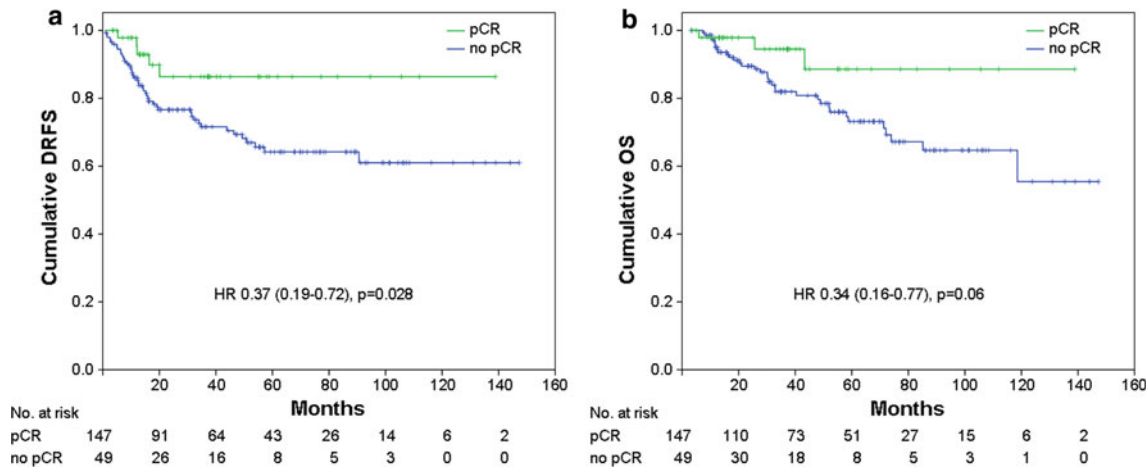 a
1.0
0.8
0.6
0.4
0.2
0.0
Cumulative DRFS
pCR
no pCR
HR 0.37 (0.19-0.72), p=0.028
20 40 60 80 100 120 140 160
Months
No. at risk
pCR 147 91 64 43 26 14 6 2
no pCR 49 26 16 8 5 3 0 0
b
1.0
0.8
0.6
0.4
0.2
0.0
Cumulative OS
pCR
no pCR
HR 0.34 (0.16-0.77), p=0.06
20 40 60 80 100 120 140 160
Months
No. at risk
pCR 147 110 73 51 27 15 6 2
no pCR 49 30 18 8 5 3 1 0